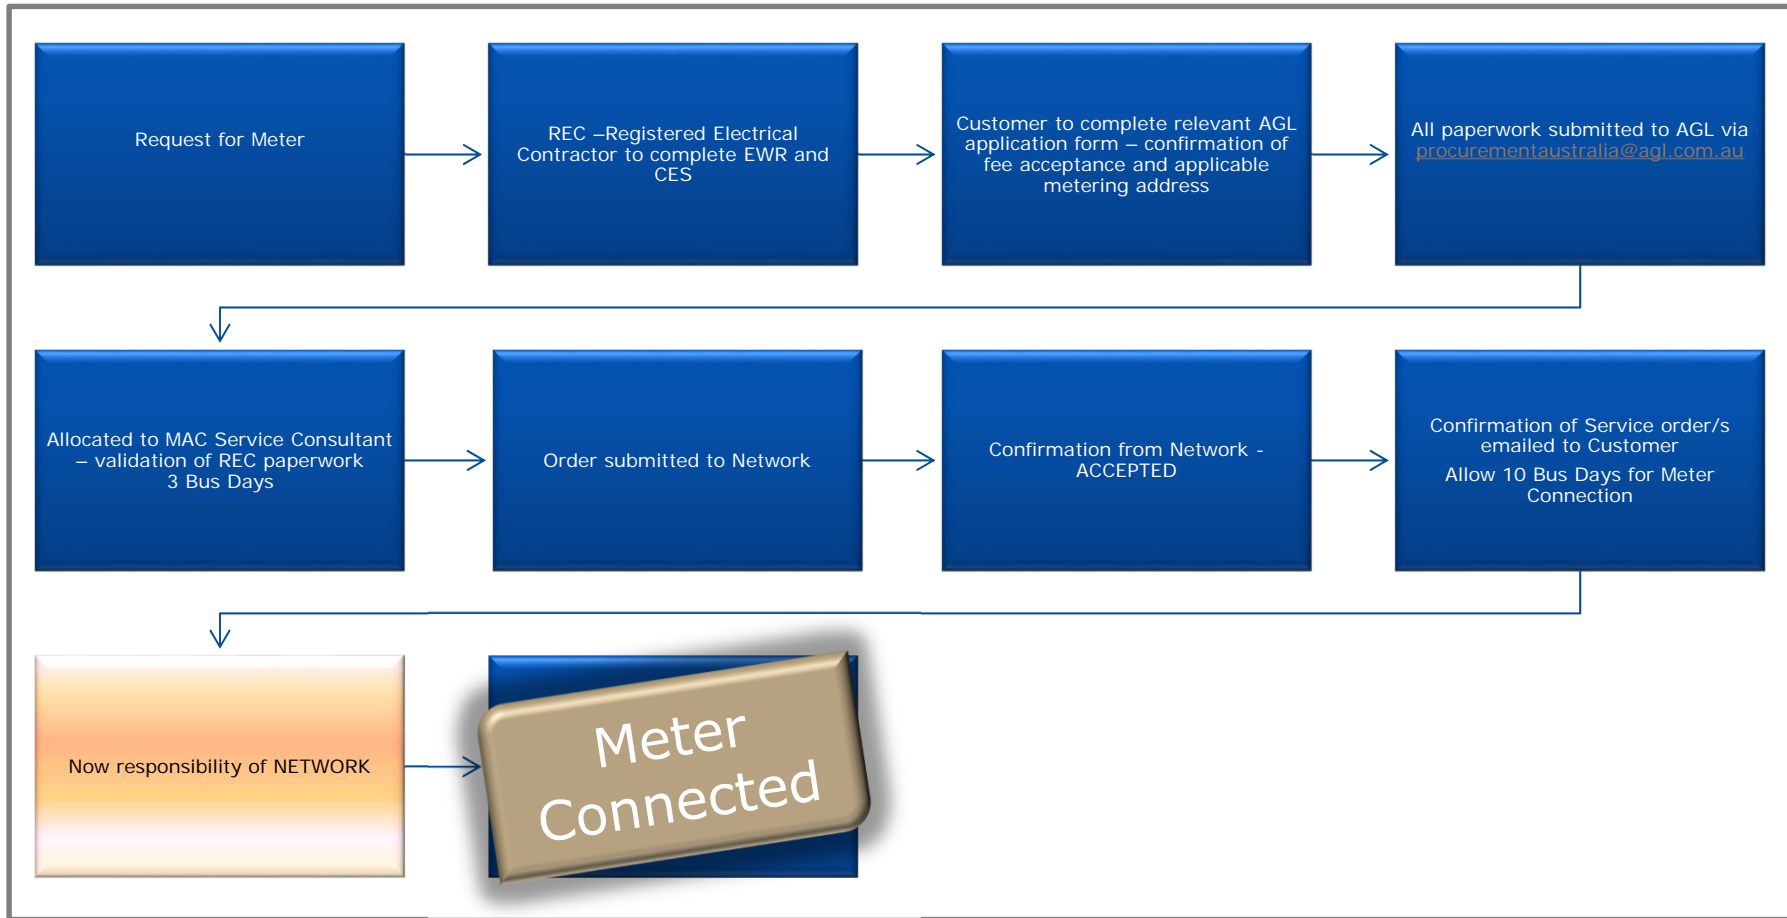 Request for Meter
REC –Registered Electrical
Contractor to complete EWR and
CES
Customer to complete relevant AGL
application form – confirmation of
fee acceptance and applicable
metering address
All paperwork submitted to AGL via
procurementaustralia@agl.com.au
Allocated to MAC Service Consultant
– validation of REC paperwork
3 Bus Days
Order submitted to Network
Confirmation from Network -
ACCEPTED
Confirmation of Service order/s
emailed to Customer
Allow 10 Bus Days for Meter
Connection
Now responsibility of NETWORK
Meter
Connected